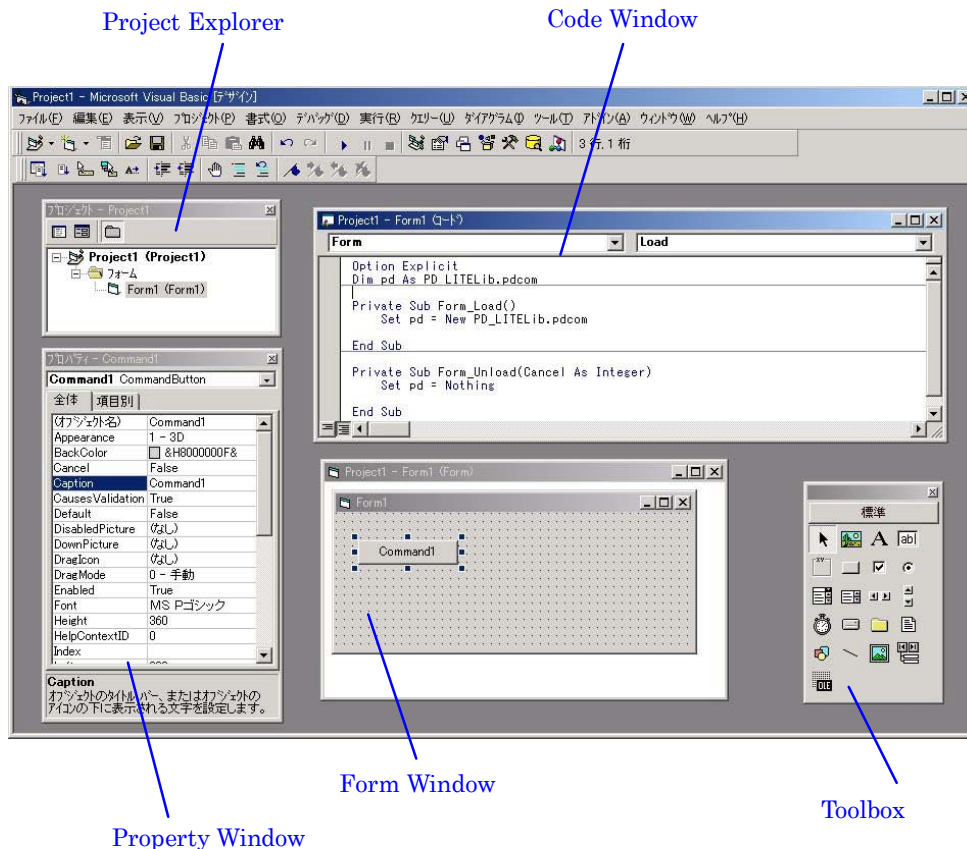 Project Explorer
Code Window
Project1 - Microsoft Visual Basic [ﾃﾞｻﾞｲﾝ]
ﾌｧｲﾙ(F) 編集(E) 表示(V) ﾌﾟﾛｼﾞｪｸﾄ(P) 書式(O) ﾃﾞﾊﾞｯｸﾞ(D) 実行(R) ｸｴﾘｰ(U) ﾀﾞｲｱｸﾞﾗﾑ(I) ﾂｰﾙ(T) ｱﾄﾞｲﾝ(A) ｳｨﾝﾄﾞｳ(W) ﾍﾙﾌﾟ(H)
3 行, 1 桁
ﾌﾟﾛｼﾞｪｸﾄ - Project1
Project1 (Project1)
ﾌｫｰﾑ
Form1 (Form1)
Project1 - Form1 (ｺｰﾄﾞ)
Form
Load
Option Explicit
Dim pd As PD_LITELib.pdcom
Private Sub Form_Load()
Set pd = New PD_LITELib.pdcom
End Sub
Private Sub Form_Unload(Cancel As Integer)
Set pd = Nothing
End Sub
ﾌﾟﾛﾊﾟﾃｨ - Command1
Command1 CommandButton
全体 項目別
(ｵﾌﾞｼﾞｪｸﾄ名) Command1
Appearance 1 - 3D
BackColor &H8000000F&
Cancel False
Caption Command1
CausesValidation True
Default False
DisabledPicture (なし)
DownPicture (なし)
DragIcon (なし)
DragMode 0 - 手動
Enabled True
Font MS Pゴシック
Height 360
HelpContextID 0
Index
Caption
ｵﾌﾞｼﾞｪｸﾄのﾀｲﾄﾙ ﾊﾞｰ、またはｵﾌﾞｼﾞｪｸﾄの
ｱｲｺﾝの下に表示される文字を設定します。
Project1 - Form1 (Form)
Form1
Command1
標準
A
ab
xv
OLE
Form Window
Toolbox
Property Window